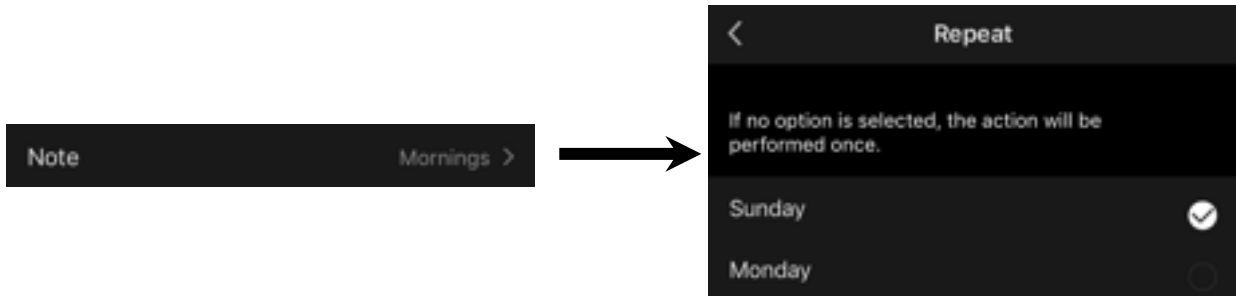 Note
Mornings
Repeat
If no option is selected, the action will be
performed once.
Sunday
Monday